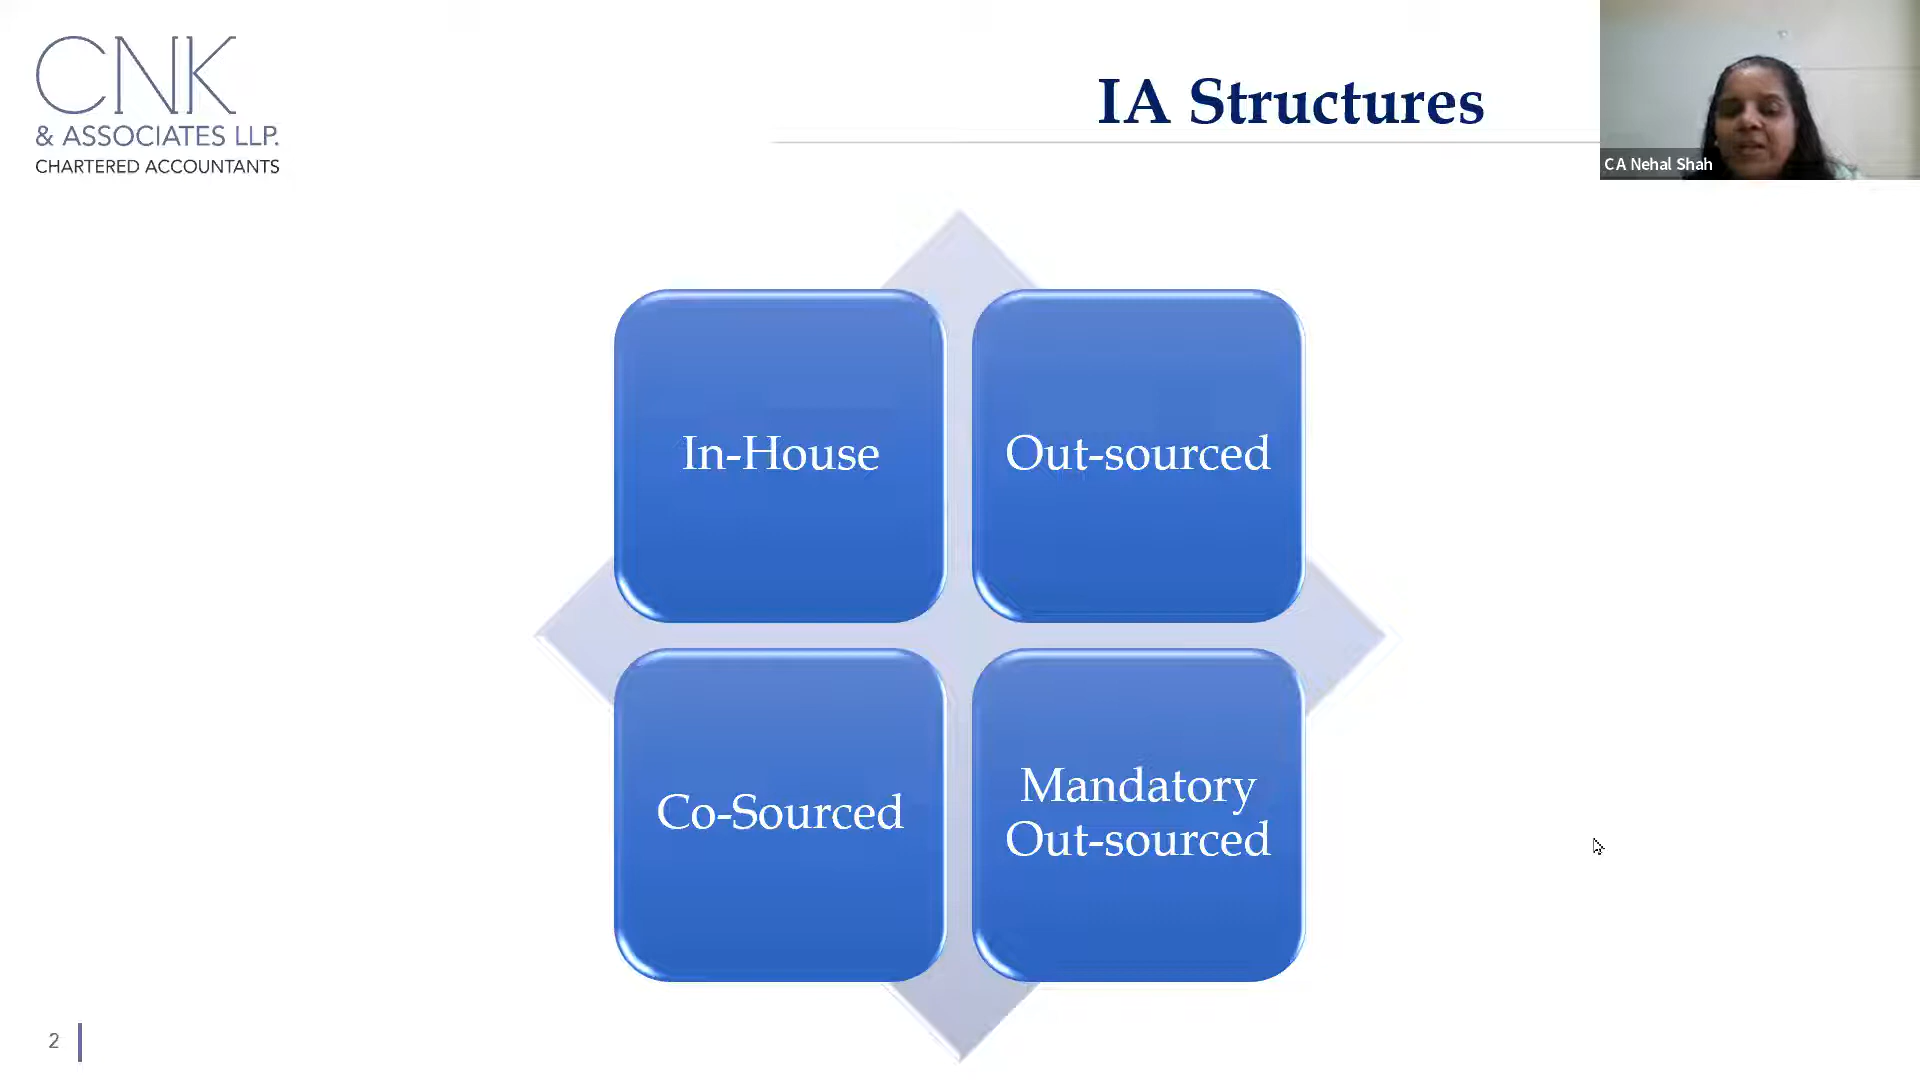 CNK
& ASSOCIATES LLP.
CHARTERED ACCOUNTANTS
IA Structures
CA Nehal Shah
In-House
Out-sourced
Co-Sourced
Mandatory
Out-sourced
2